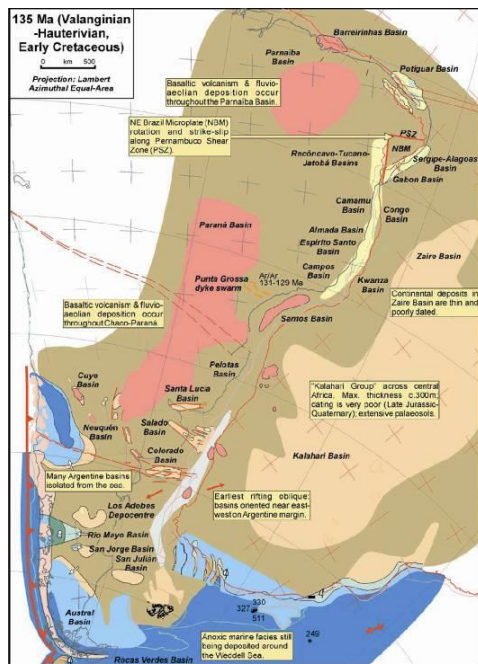 135 Ma (Valanginian
-Hauterivian,
Early Cretaceous)
0 km 500
Projection: Lambert
Azimuthal Equal-Area
Barreirinhas Basin
Parnaíba
Basin
Potiguar Basin
Basaltic volcanism & fluvio-
aeolian deposition occur
throughout the Parnaíba Basin.
NE Brazil Microplate (NBM)
rotation and strike-slip
along Pernambuco Shear
Zone (PSZ).
PSZ
NBM
Recôncavo-Tucano-
Jatobá Basins
Sergipe-Alagoas
Basin
Gabon Basin
Camamu
Basin
Congo
Basin
Paraná Basin
Almada Basin
Espirito Santo
Basin
Zaire Basin
Punta Grossa
dyke swarm
Ar/Ar
131-129 Ma
Campos
Basin
Kwanza
Basin
Continental deposits in
Zaire Basin are thin and
poorly dated.
Basaltic volcanism & fluvio-
aeolian deposition occur
throughout Chaco-Paraná.
Santos Basin
Pelotas
Basin
Cuyo
Basin
Santa Lucia
Basin
"Kalahari Group" across central
Africa. Max. thickness c.300m;
dating is very poor (Late Jurassic-
Quaternary); extensive palaeosols.
Neuquén
Basin
Salado
Basin
Colorado
Basin
Kalahari Basin
Many Argentine basins
isolated from the sea.
Earliest rifting oblique:
basins oriented near east-
west on Argentine margin.
Los Adobes
Depocentre
Rio Mayo Basin
San Jorge Basin
San Julián
Basin
330
327
511
249
Austral
Basin
Anoxic marine facies still
being deposited around
the Weddell Sea.
Rocas Verdes Basin